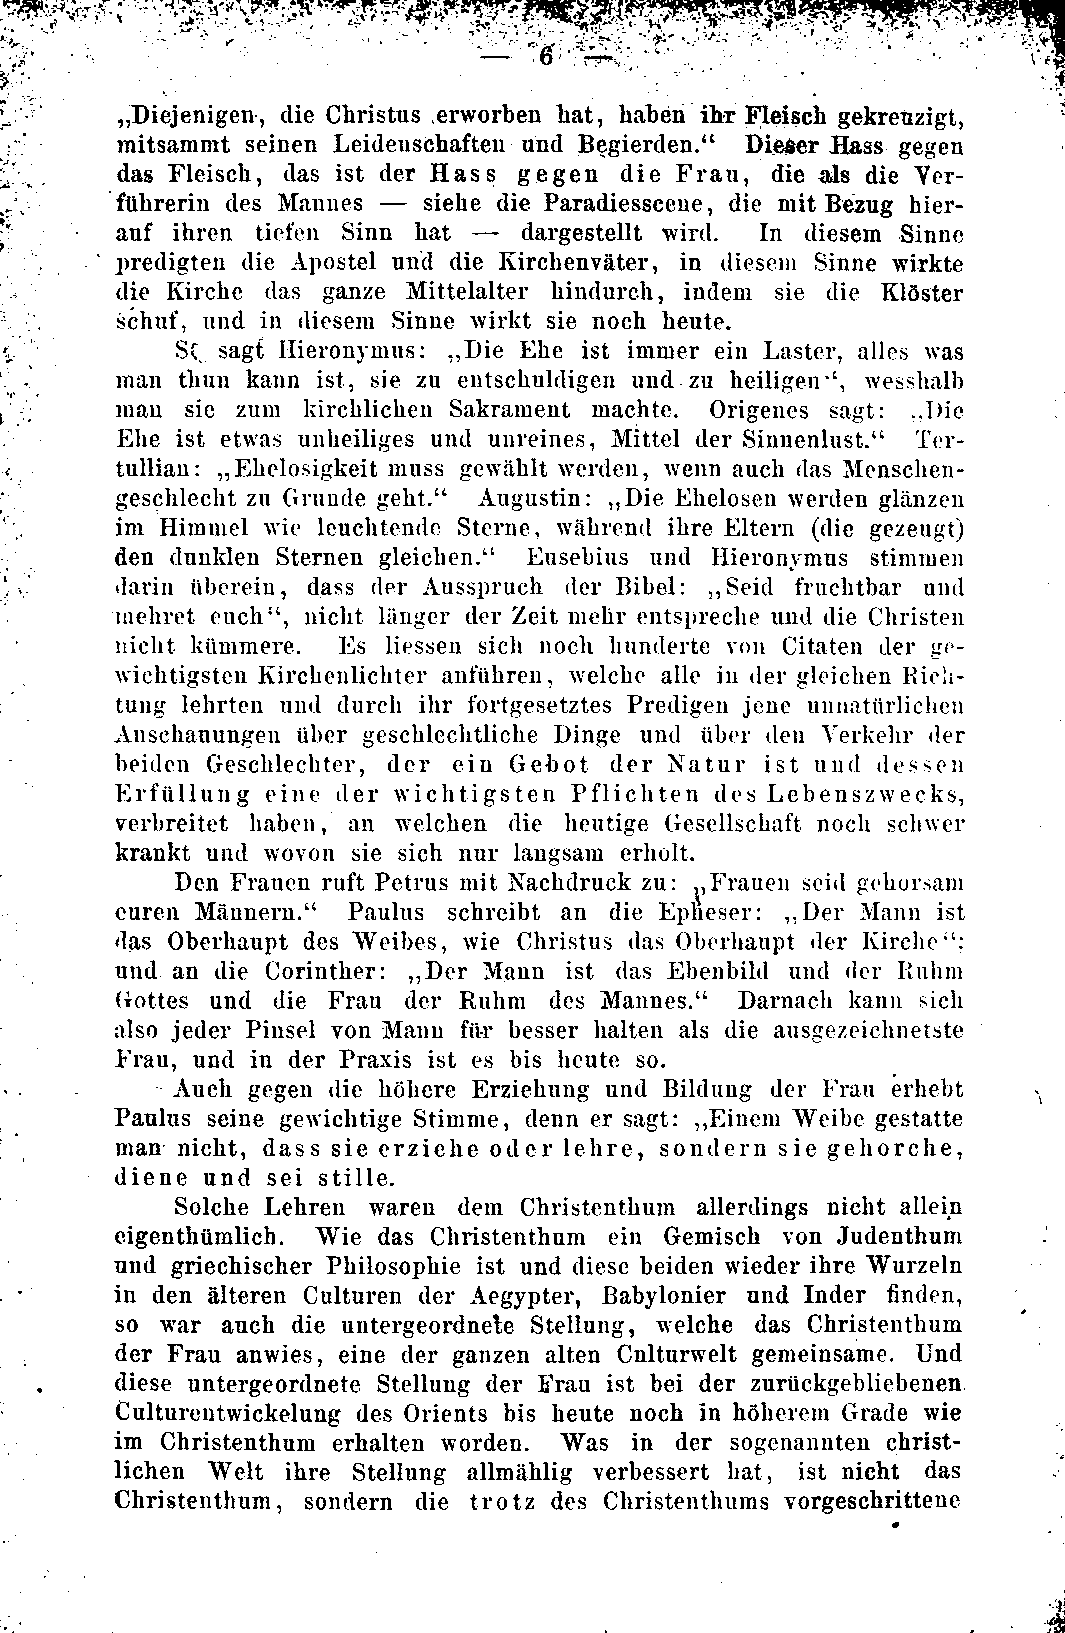 — 6 —
„Diejenigen, die Christus erworben hat, haben ihr Fleisch gekreuzigt,
mitsammt seinen Leidenschaften und Begierden.“ Dieser Hass gegen
das Fleisch, das ist der Hass gegen die Frau, die als die Ver-
führerin des Mannes — siehe die Paradiesscene, die mit Bezug hier-
auf ihren tiefen Sinn hat — dargestellt wird. In diesem Sinne
predigten die Apostel und die Kirchenväter, in diesem Sinne wirkte
die Kirche das ganze Mittelalter hindurch, indem sie die Klöster
schuf, und in diesem Sinne wirkt sie noch heute.
So sagt Hieronymus: „Die Ehe ist immer ein Laster, alles was
man thun kann ist, sie zu entschuldigen und zu heiligen“, wesshalb
man sie zum kirchlichen Sakrament machte. Origenes sagt: „Die
Ehe ist etwas unheiliges und unreines, Mittel der Sinnenlust.“ Ter-
tullian: „Ehelosigkeit muss gewählt werden, wenn auch das Menschen-
geschlecht zu Grunde geht.“ Augustin: „Die Ehelosen werden glänzen
im Himmel wie leuchtende Sterne, während ihre Eltern (die gezeugt)
den dunklen Sternen gleichen.“ Eusebius und Hieronymus stimmen
darin überein, dass der Ausspruch der Bibel: „Seid fruchtbar und
mehret euch“, nicht länger der Zeit mehr entspreche und die Christen
nicht kümmere. Es liessen sich noch hunderte von Citaten der ge-
wichtigsten Kirchenlichter anführen, welche alle in der gleichen Rich-
tung lehrten und durch ihr fortgesetztes Predigen jene unnatürlichen
Anschauungen über geschlechtliche Dinge und über den Verkehr der
beiden Geschlechter, der ein Gebot der Natur ist und dessen
Erfüllung eine der wichtigsten Pflichten des Lebenszwecks,
verbreitet haben, an welchen die heutige Gesellschaft noch schwer
krankt und wovon sie sich nur langsam erholt.
Den Frauen ruft Petrus mit Nachdruck zu: „Frauen seid gehorsam
euren Männern.“ Paulus schreibt an die Epheser: „Der Mann ist
das Oberhaupt des Weibes, wie Christus das Oberhaupt der Kirche“;
und an die Corinther: „Der Mann ist das Ebenbild und der Ruhm
Gottes und die Frau der Ruhm des Mannes.“ Darnach kann sich
also jeder Pinsel von Mann für besser halten als die ausgezeichnetste
Frau, und in der Praxis ist es bis heute so.
Auch gegen die höhere Erziehung und Bildung der Frau erhebt
Paulus seine gewichtige Stimme, denn er sagt: „Einem Weibe gestatte
man nicht, dass sie erziehe oder lehre, sondern sie gehorche,
diene und sei stille.
Solche Lehren waren dem Christenthum allerdings nicht allein
eigenthümlich. Wie das Christenthum ein Gemisch von Judenthum
und griechischer Philosophie ist und diese beiden wieder ihre Wurzeln
in den älteren Culturen der Aegypter, Babylonier und Inder finden,
so war auch die untergeordnete Stellung, welche das Christenthum
der Frau anwies, eine der ganzen alten Culturwelt gemeinsame. Und
diese untergeordnete Stellung der Frau ist bei der zurückgebliebenen
Culturentwickelung des Orients bis heute noch in höherem Grade wie
im Christenthum erhalten worden. Was in der sogenannten christ-
lichen Welt ihre Stellung allmählig verbessert hat, ist nicht das
Christenthum, sondern die trotz des Christenthums vorgeschrittene